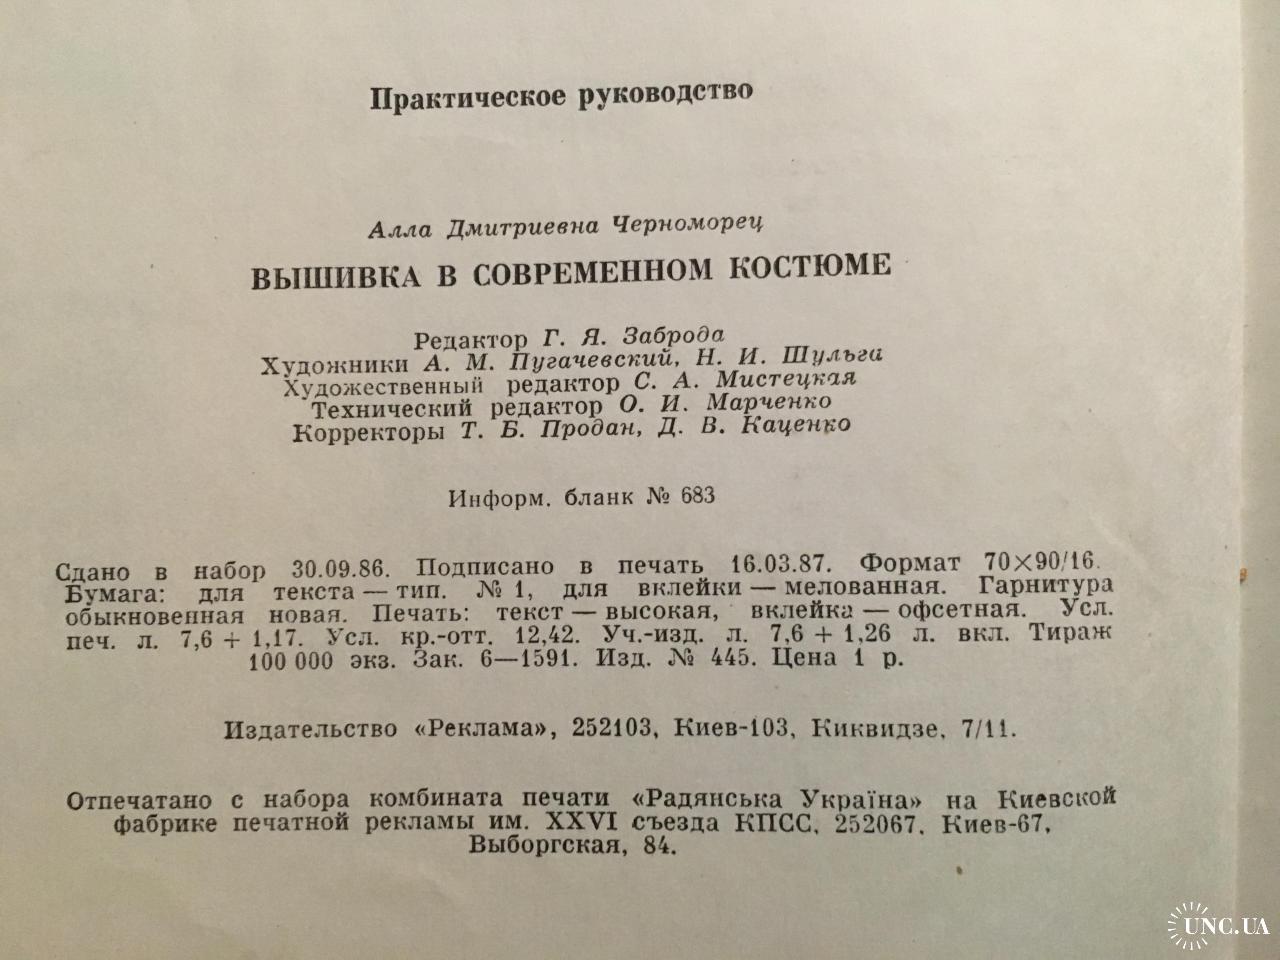 Практическое руководство
Алла Дмитриевна Черноморец
ВЫШИВКА В СОВРЕМЕННОМ КОСТЮМЕ
Редактор Г. Я. Заброда
Художники А. М. Пугачевский, Н. И. Шульга
Художественный редактор С. А. Мистецкая
Технический редактор О. И. Марченко
Корректоры Т. Б. Продан, Д. В. Каценко
Информ. бланк № 683
Сдано в набор 30.09.86. Подписано в печать 16.03.87. Формат 70×90/16.
Бумага: для текста — тип. № 1, для вклейки — мелованная. Гарнитура
обыкновенная новая. Печать: текст — высокая, вклейка — офсетная. Усл.
печ. л. 7,6 + 1,17. Усл. кр.-отт. 12,42. Уч.-изд. л. 7,6 + 1,26 л. вкл. Тираж
100 000 экз. Зак. 6—1591. Изд. № 445. Цена 1 р.
Издательство «Реклама», 252103, Киев-103, Киквидзе, 7/11.
Отпечатано с набора комбината печати «Радянська Україна» на Киевской
фабрике печатной рекламы им. XXVI съезда КПСС, 252067, Киев-67,
Выборгская, 84.
UNC.UA